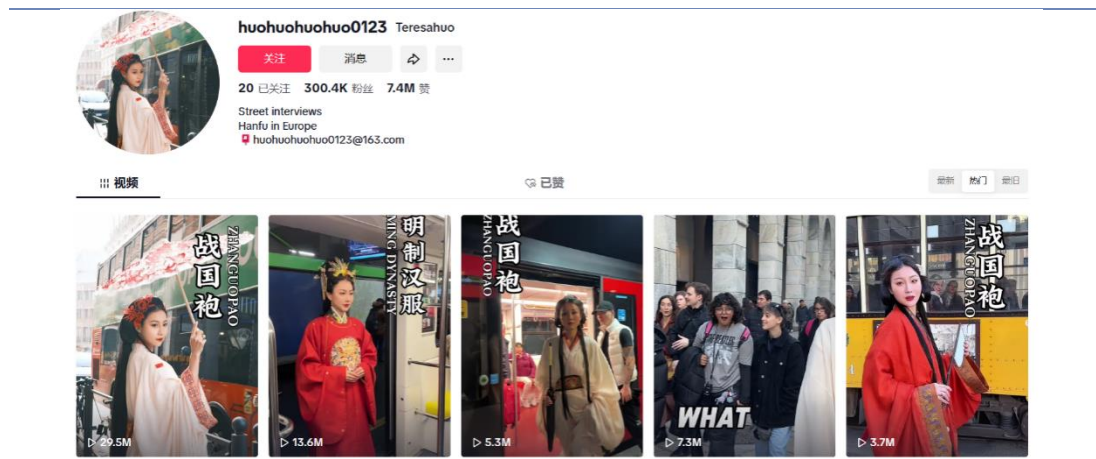 huohuohuohuo0123 Teresahuo
关注 消息 ...
20 已关注 300.4K 粉丝 7.4M 赞
Street interviews
Hanfu in Europe
huohuohuohuo0123@163.com
视频 已赞 最新 热门 最旧
战国袍
ZHANGUOPAO
29.5M
明制汉服
MING DYNASTY
13.6M
战国袍
ZHANGUOPAO
5.3M
WHAT
7.3M
战国袍
ZHANGUOPAO
3.7M